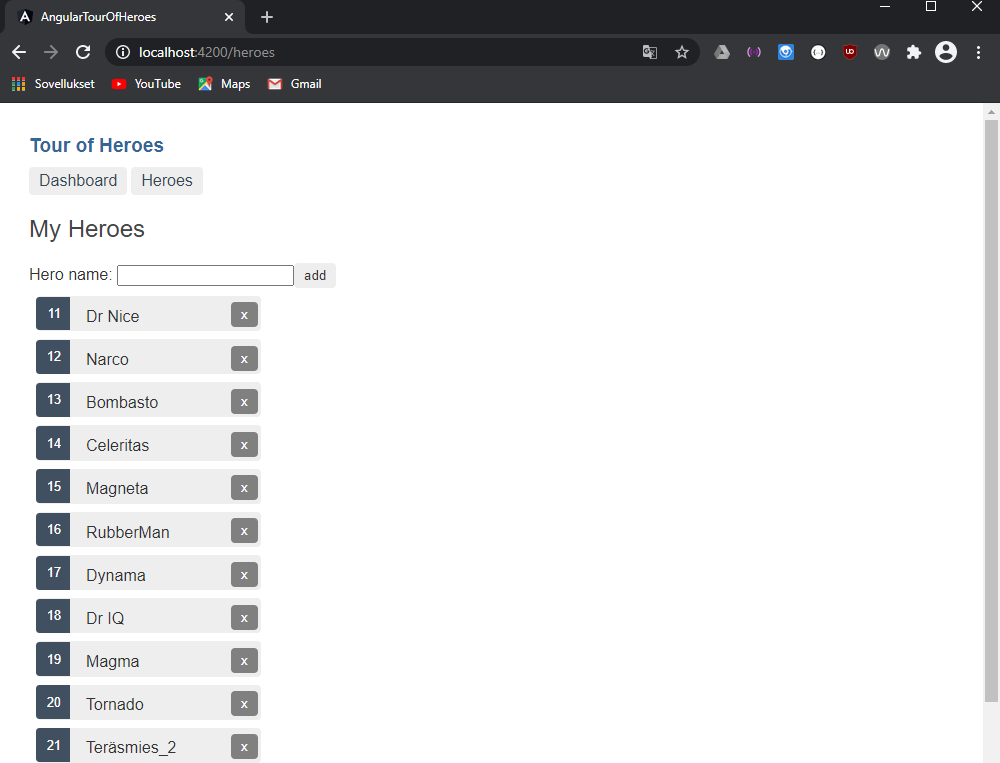 AngularTourOfHeroes
localhost:4200/heroes
Sovellukset YouTube Maps Gmail
Tour of Heroes
Dashboard Heroes
My Heroes
Hero name: add
11 Dr Nice x
12 Narco x
13 Bombasto x
14 Celeritas x
15 Magneta x
16 RubberMan x
17 Dynama x
18 Dr IQ x
19 Magma x
20 Tornado x
21 Teräsmies_2 x